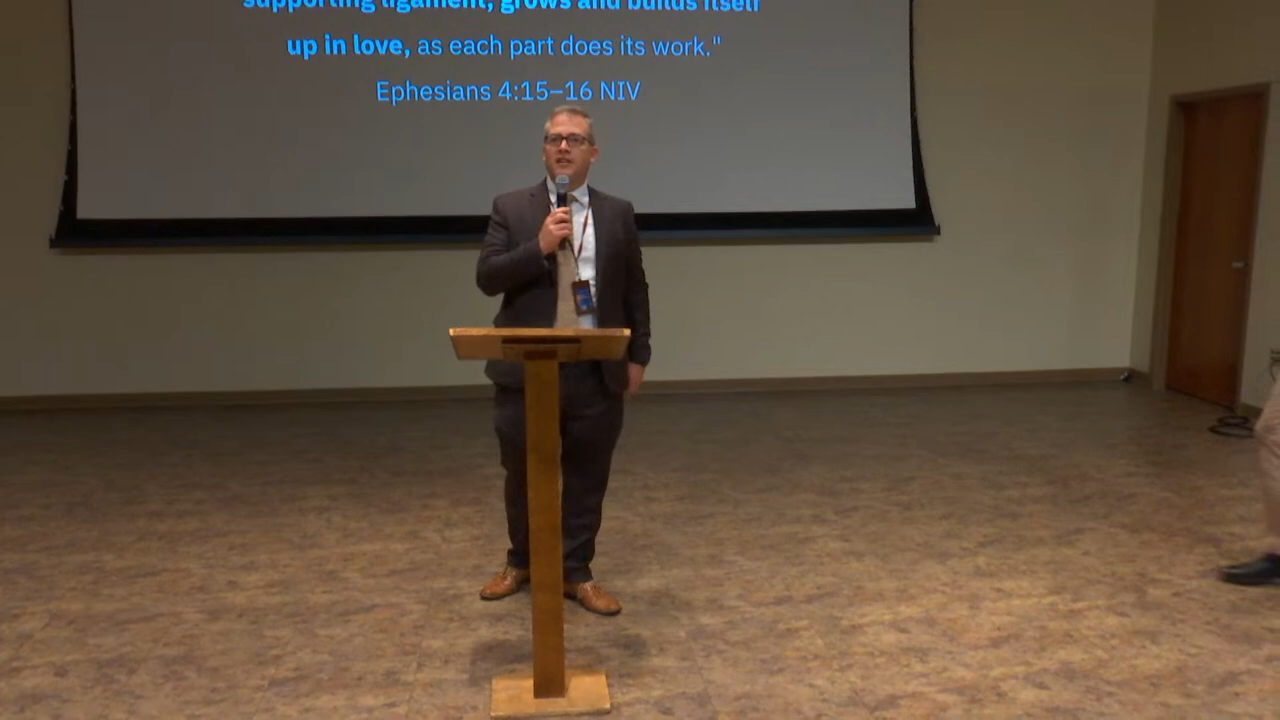 supporting ligament, grows and builds itself
up in love, as each part does its work."
Ephesians 4:15–16 NIV